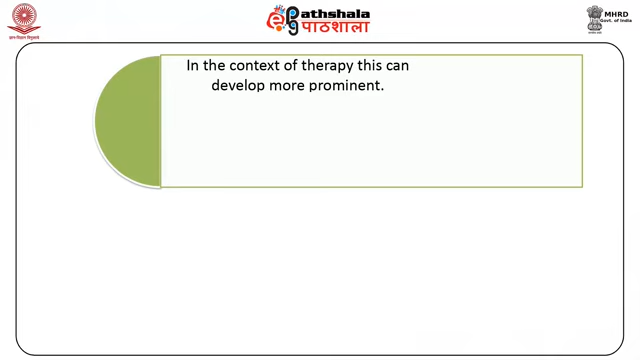 ePathshala
पाठशाला
MHRD
Govt. of India
In the context of therapy this can
develop more prominent.